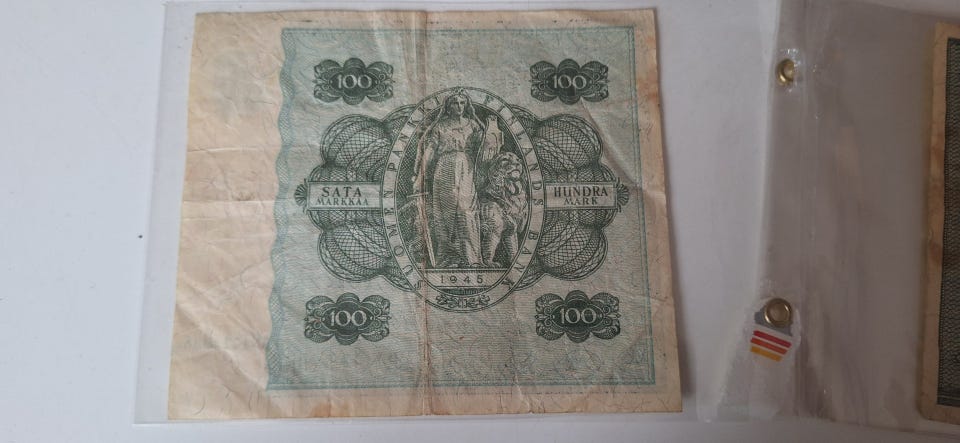 100
100
SUOMEN PANKKI FINLANDS BANK
SATA
MARKKAA
HUNDRA
MARK
1945
100
100